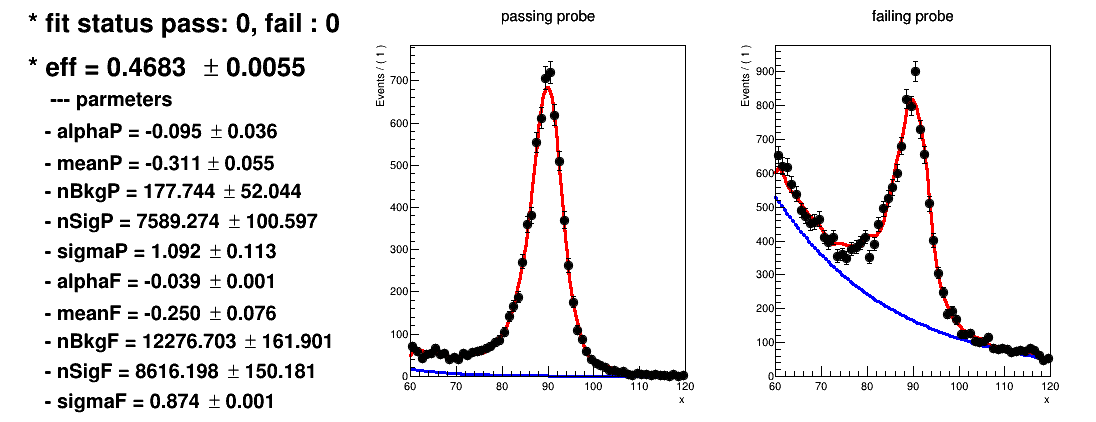 * fit status pass: 0, fail : 0
* eff = 0.4683 ± 0.0055
--- parmeters
- alphaP = -0.095 ± 0.036
- meanP = -0.311 ± 0.055
- nBkgP = 177.744 ± 52.044
- nSigP = 7589.274 ± 100.597
- sigmaP = 1.092 ± 0.113
- alphaF = -0.039 ± 0.001
- meanF = -0.250 ± 0.076
- nBkgF = 12276.703 ± 161.901
- nSigF = 8616.198 ± 150.181
- sigmaF = 0.874 ± 0.001
passing probe
Events / ( 1 )
700
600
500
400
300
200
100
0
60 70 80 90 100 110 120
x
failing probe
Events / ( 1 )
900
800
700
600
500
400
300
200
100
0
60 70 80 90 100 110 120
x